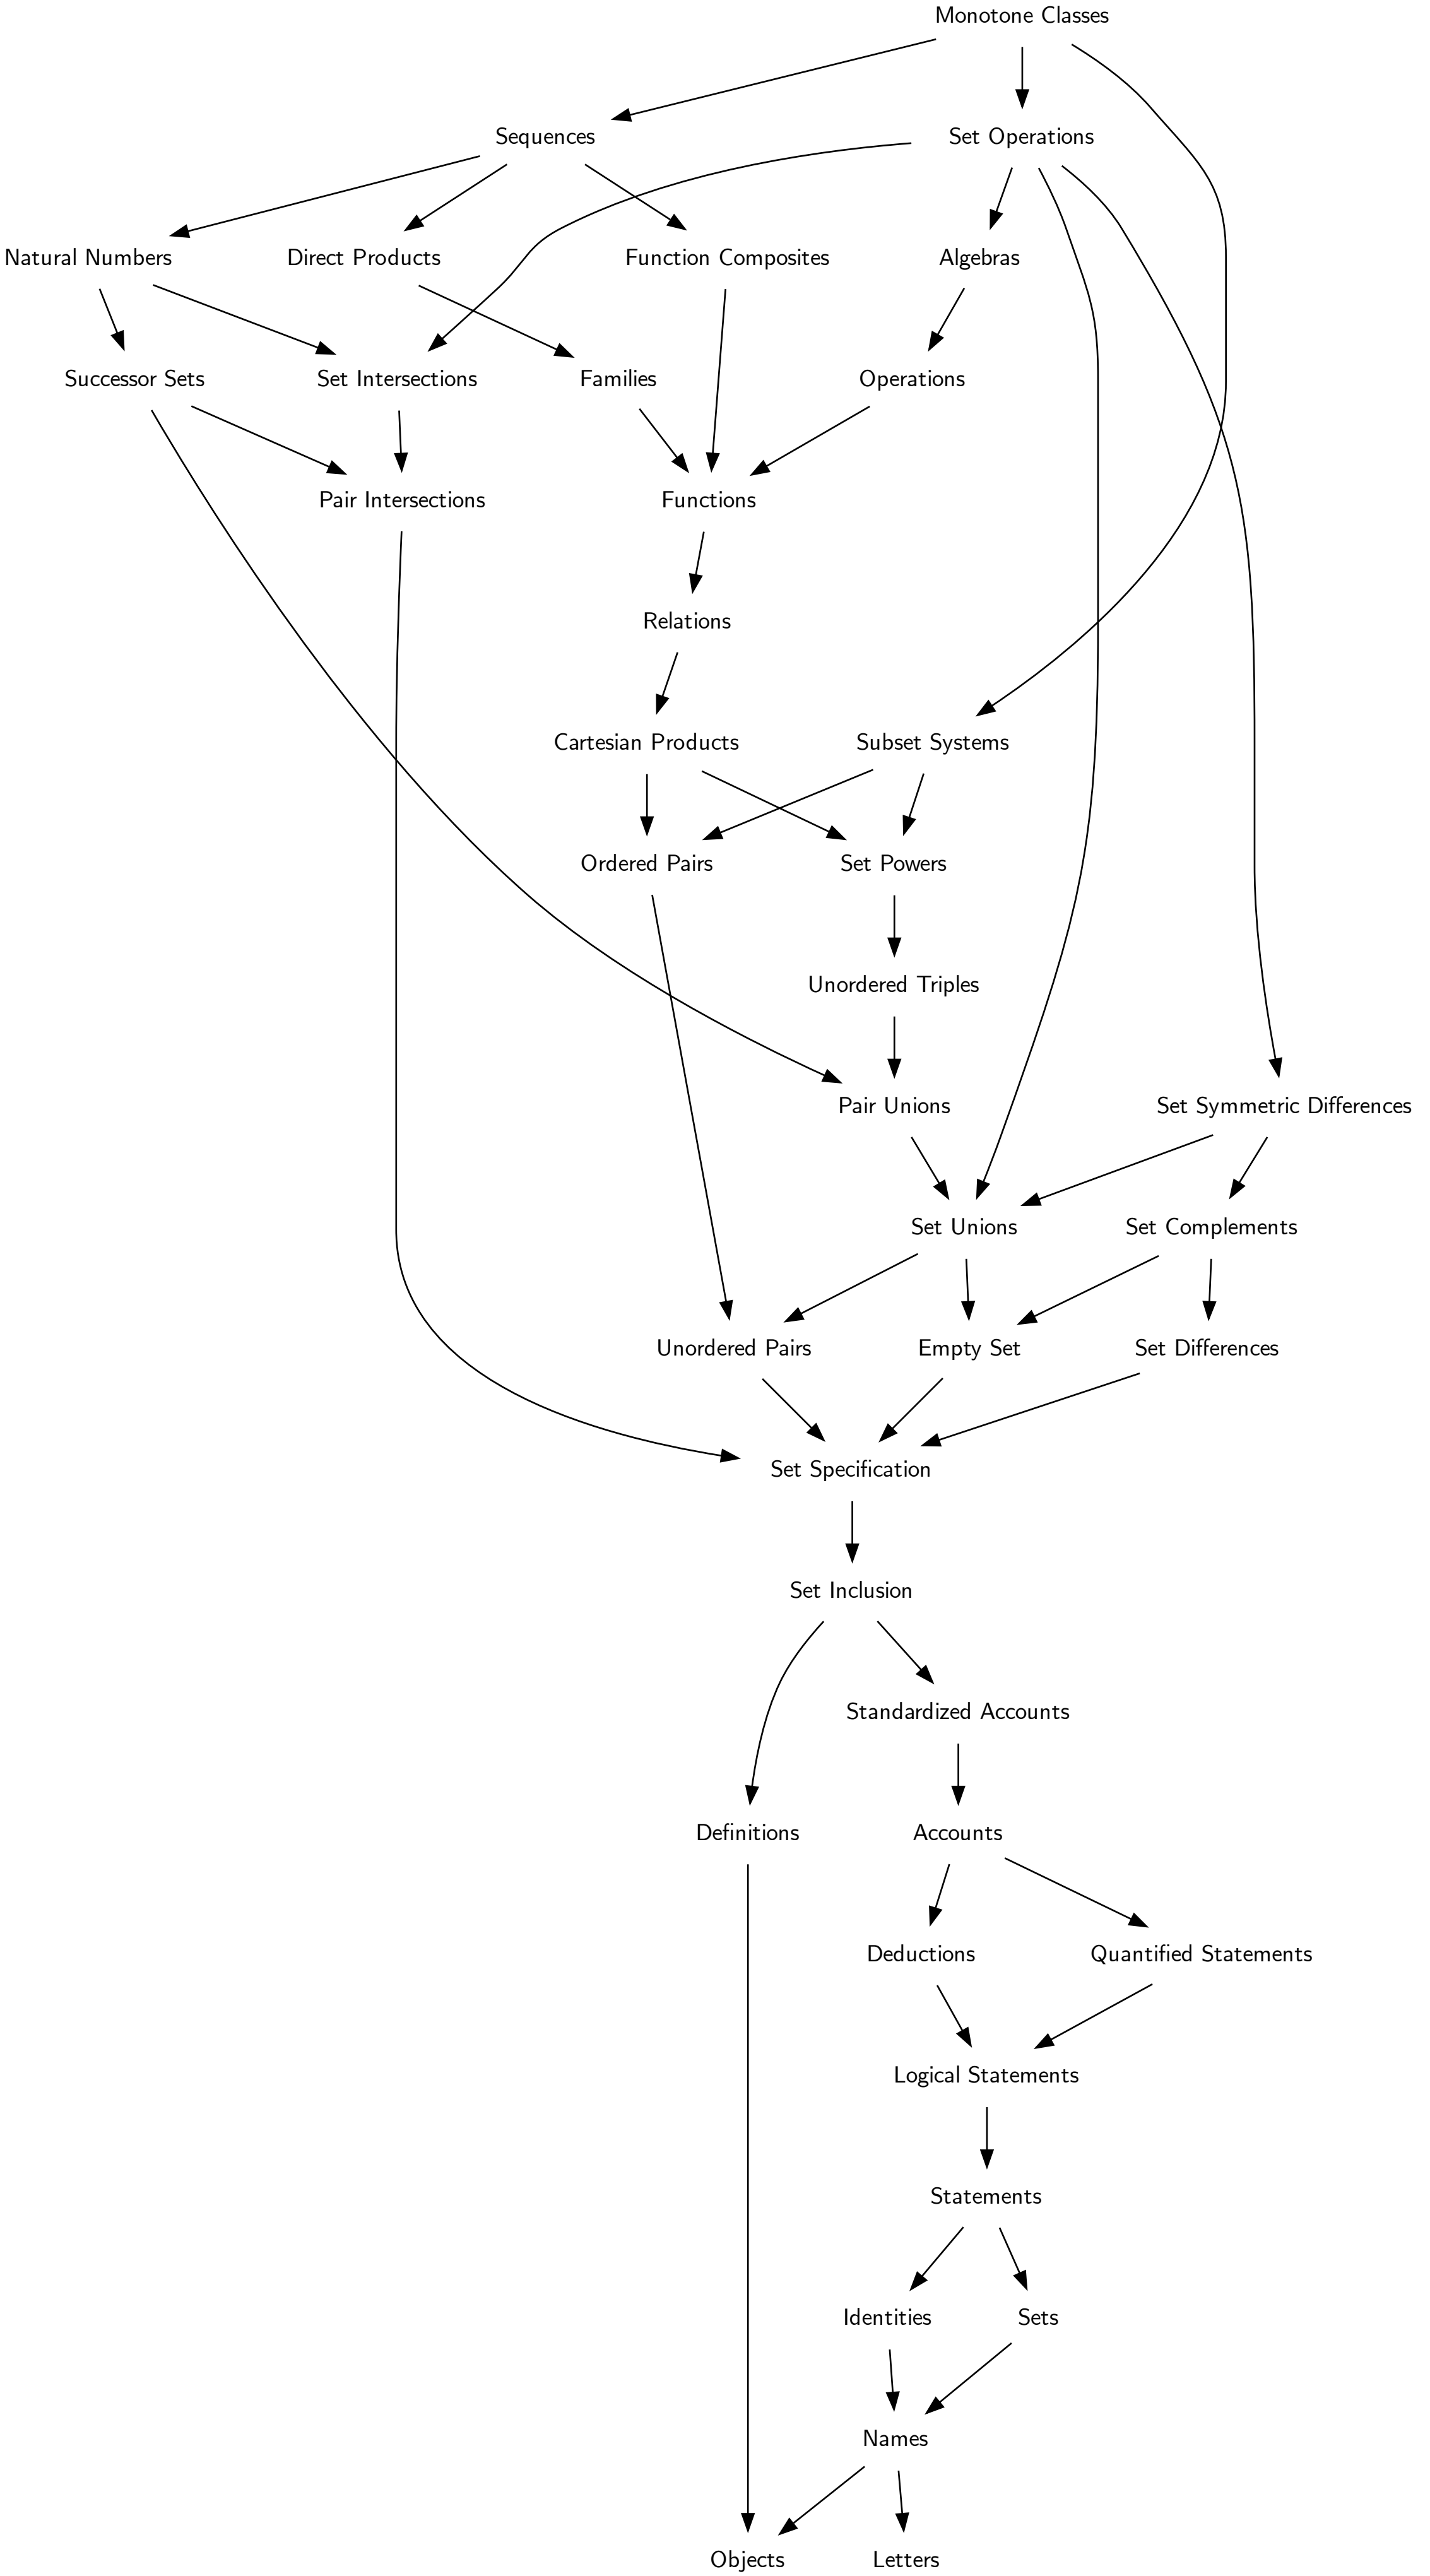 Monotone Classes
Sequences
Set Operations
Natural Numbers
Direct Products
Function Composites
Algebras
Successor Sets
Set Intersections
Families
Operations
Pair Intersections
Functions
Relations
Cartesian Products
Subset Systems
Ordered Pairs
Set Powers
Unordered Triples
Pair Unions
Set Symmetric Differences
Set Unions
Set Complements
Unordered Pairs
Empty Set
Set Differences
Set Specification
Set Inclusion
Standardized Accounts
Definitions
Accounts
Deductions
Quantified Statements
Logical Statements
Statements
Identities
Sets
Names
Objects
Letters